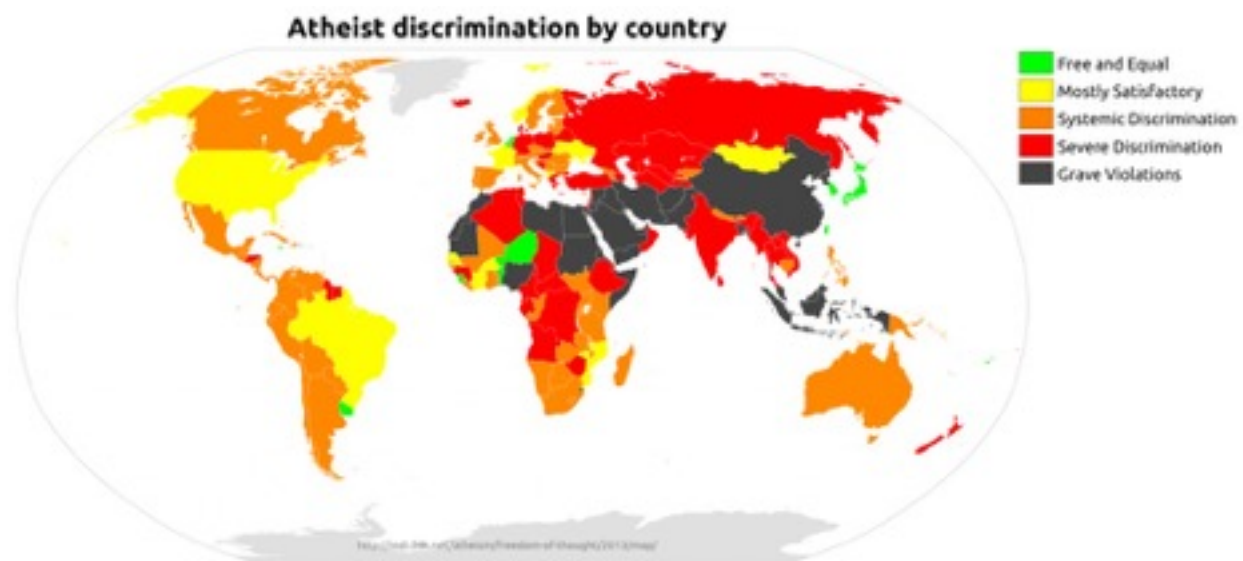 Atheist discrimination by country
Free and Equal
Mostly Satisfactory
Systemic Discrimination
Severe Discrimination
Grave Violations